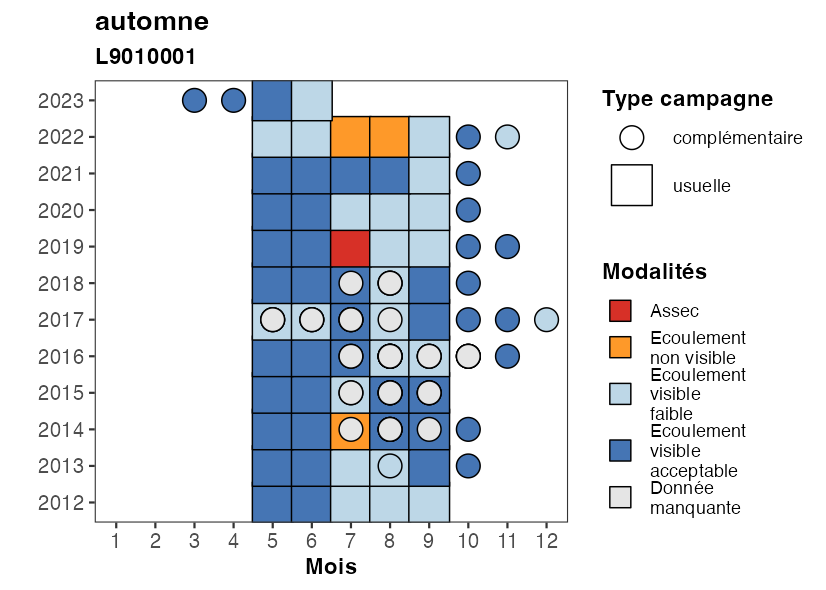 automne
L9010001
2023
2022
2021
2020
2019
2018
2017
2016
2015
2014
2013
2012
1 2 3 4 5 6 7 8 9 10 11 12
Mois
Type campagne
complémentaire
usuelle
Modalités
Assec
Ecoulement
non visible
Ecoulement
visible
faible
Ecoulement
visible
acceptable
Donnée
manquante